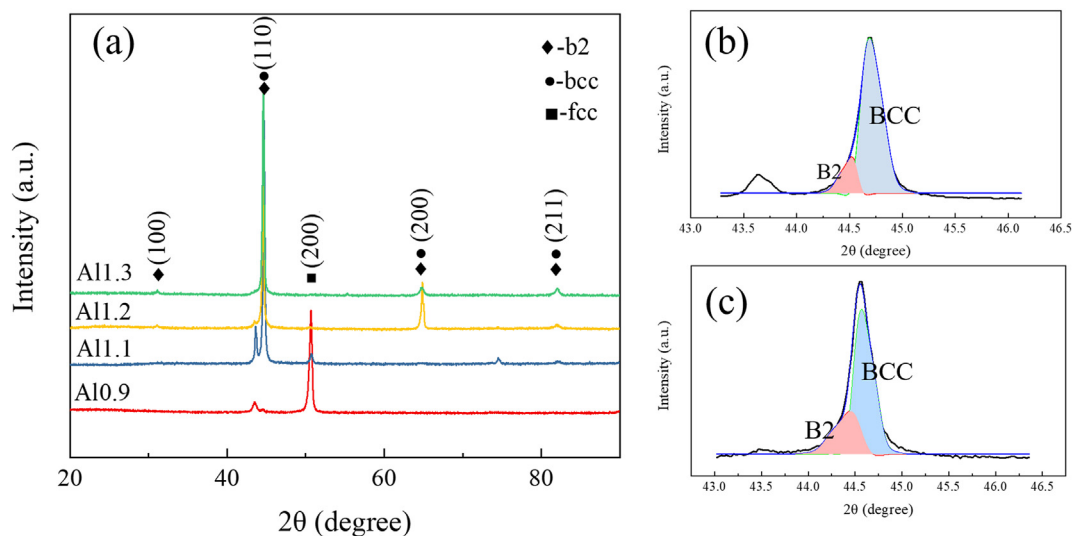 (a)
◆-b2
●-bcc
■-fcc
(110)
(100)
(200)
(200)
(211)
Al1.3
Al1.2
Al1.1
Al0.9
Intensity (a.u.)
20 40 60 80
2θ (degree)
(b)
BCC
B2
Intensity (a.u.)
43.0 43.5 44.0 44.5 45.0 45.5 46.0 46.5
2θ (degree)
(c)
BCC
B2
Intensity (a.u.)
43.0 43.5 44.0 44.5 45.0 45.5 46.0 46.5
2θ (degree)